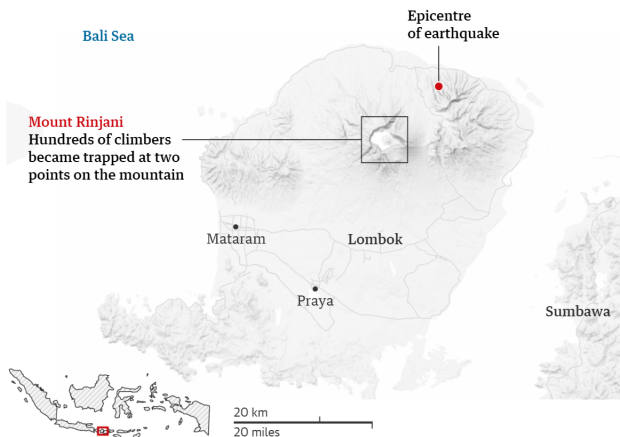 Bali Sea
Epicentre
of earthquake
Mount Rinjani
Hundreds of climbers
became trapped at two
points on the mountain
Mataram
Lombok
Praya
Sumbawa
20 km
20 miles